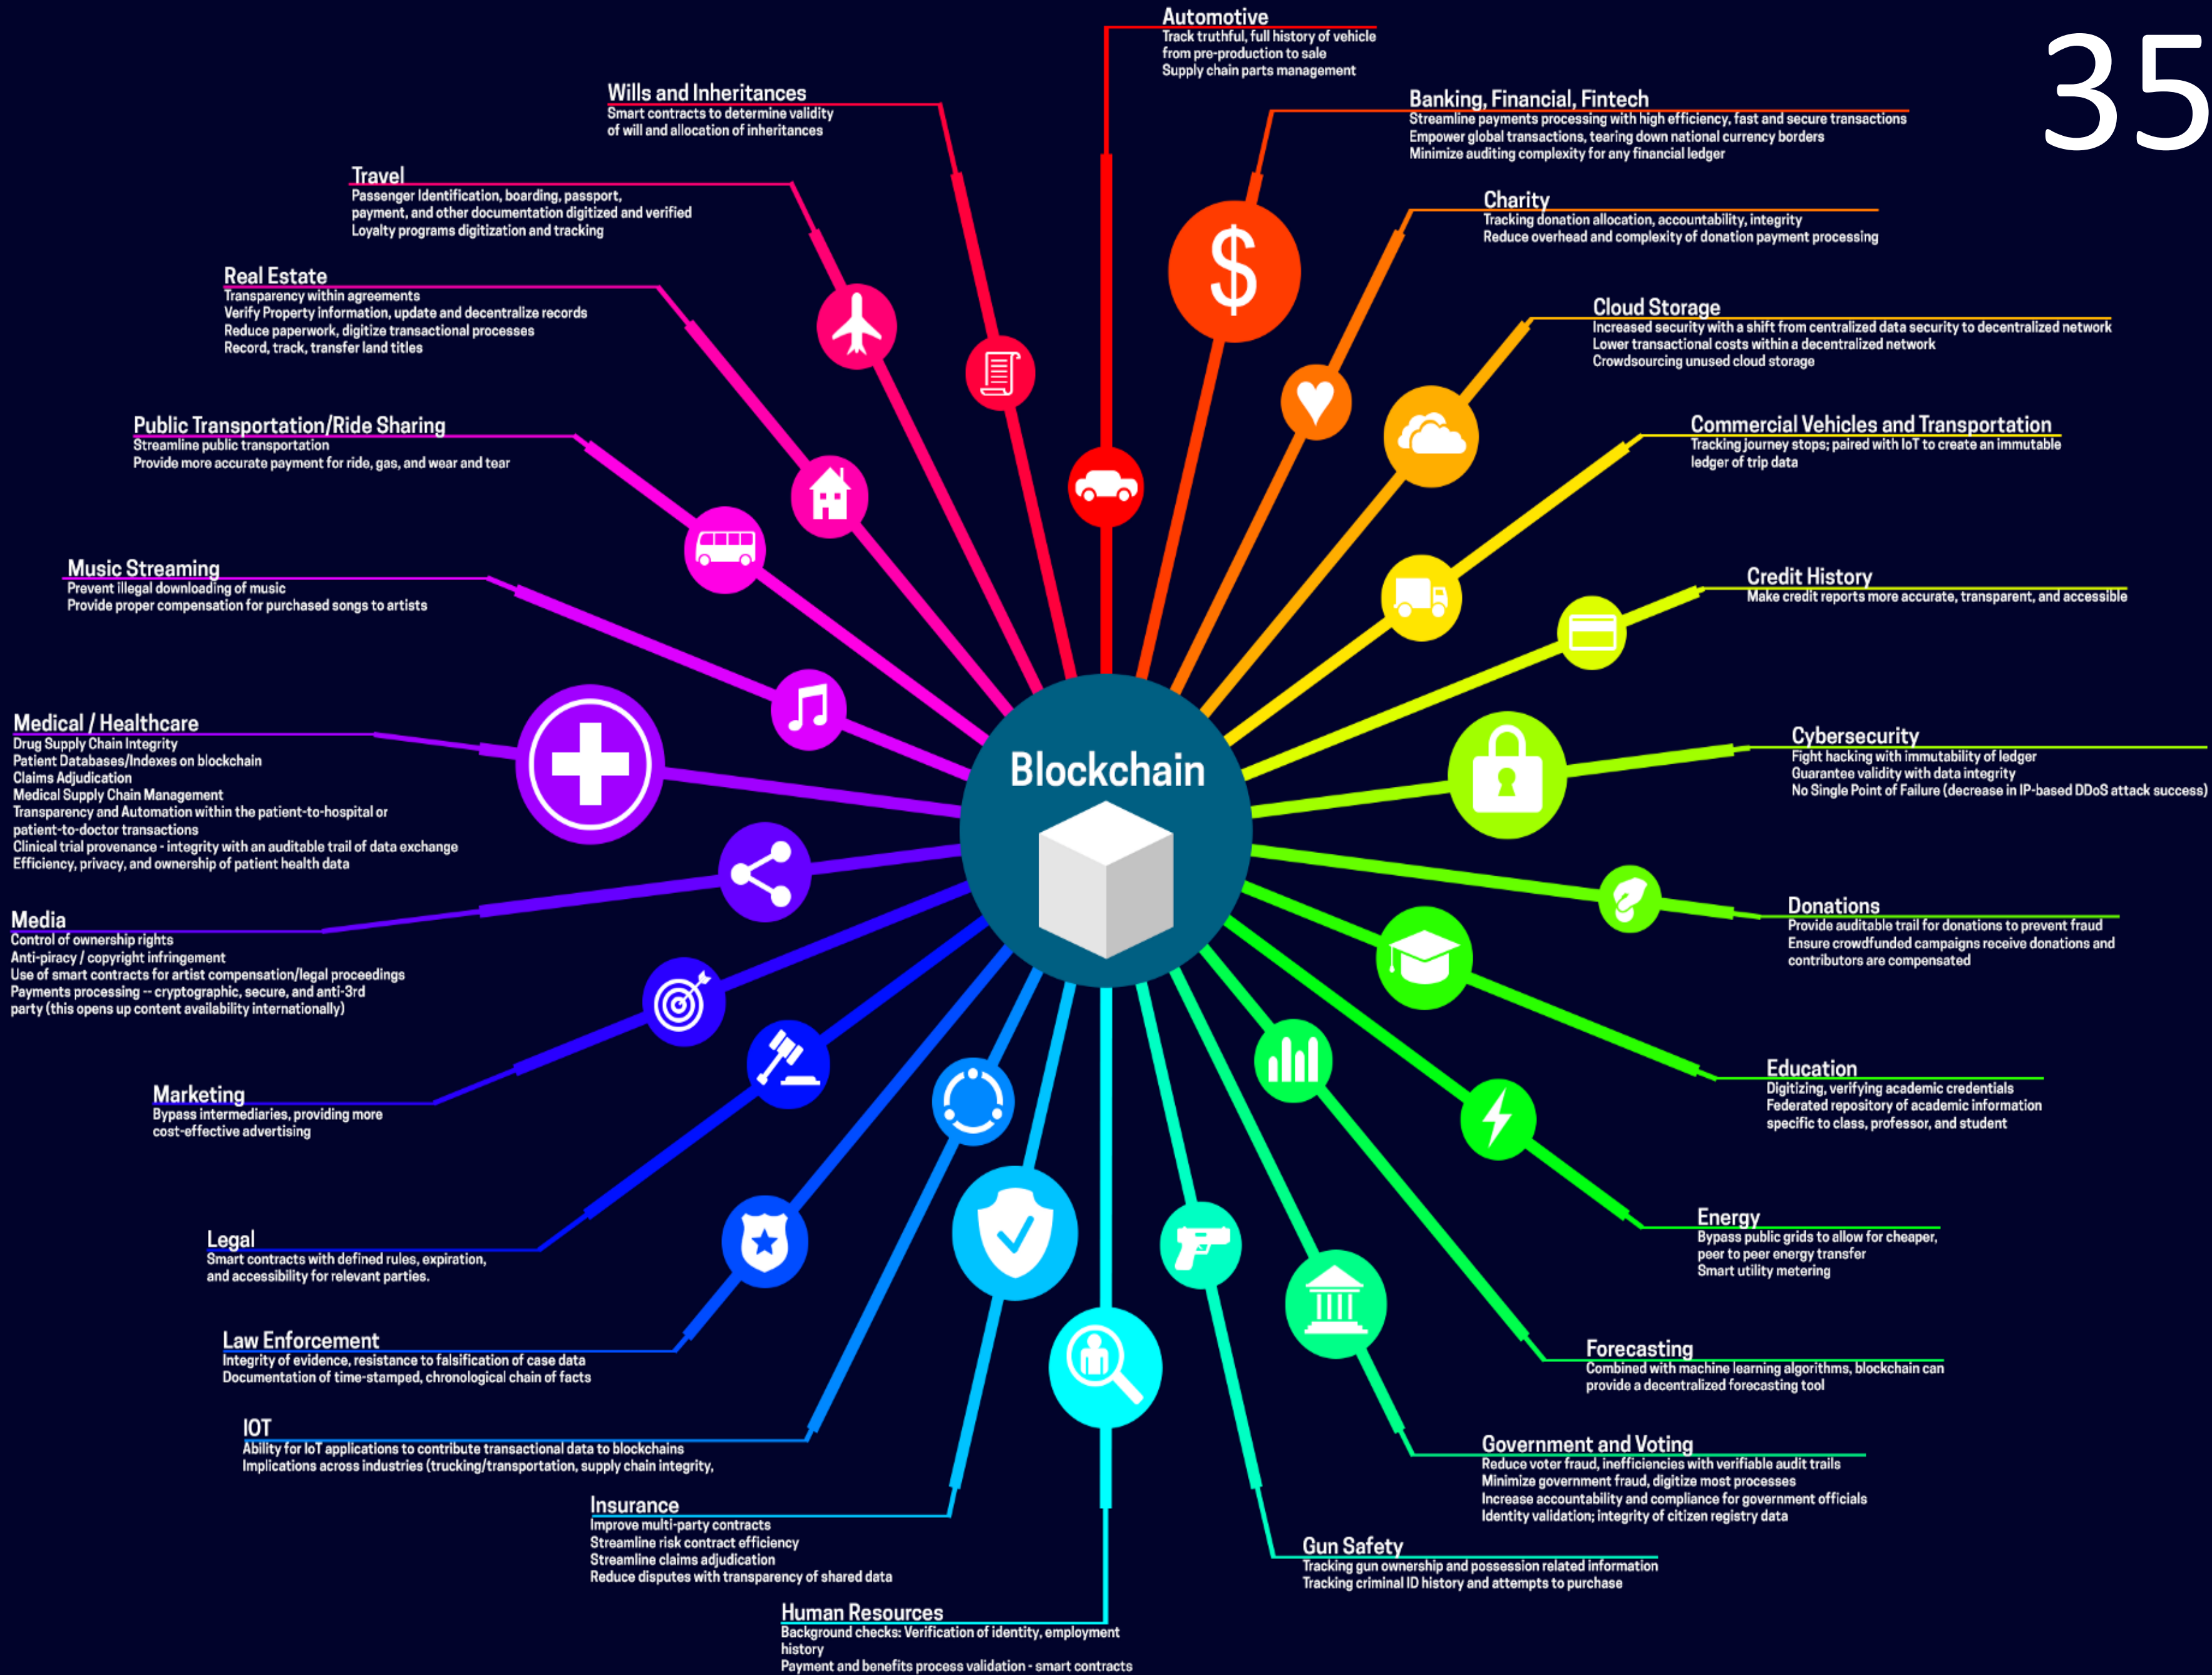 35
Automotive
Track truthful, full history of vehicle
from pre-production to sale
Supply chain parts management
Banking, Financial, Fintech
Streamline payments processing with high efficiency, fast and secure transactions
Empower global transactions, tearing down national currency borders
Minimize auditing complexity for any financial ledger
Charity
Tracking donation allocation, accountability, integrity
Reduce overhead and complexity of donation payment processing
Cloud Storage
Increased security with a shift from centralized data security to decentralized network
Lower transactional costs within a decentralized network
Crowdsourcing unused cloud storage
Commercial Vehicles and Transportation
Tracking journey stops; paired with IoT to create an immutable
ledger of trip data
Credit History
Make credit reports more accurate, transparent, and accessible
Cybersecurity
Fight hacking with immutability of ledger
Guarantee validity with data integrity
No Single Point of Failure (decrease in IP-based DDoS attack success)
Donations
Provide auditable trail for donations to prevent fraud
Ensure crowdfunded campaigns receive donations and
contributors are compensated
Education
Digitizing, verifying academic credentials
Federated repository of academic information
specific to class, professor, and student
Energy
Bypass public grids to allow for cheaper,
peer to peer energy transfer
Smart utility metering
Forecasting
Combined with machine learning algorithms, blockchain can
provide a decentralized forecasting tool
Government and Voting
Reduce voter fraud, inefficiencies with verifiable audit trails
Minimize government fraud, digitize most processes
Increase accountability and compliance for government officials
Identity validation; integrity of citizen registry data
Gun Safety
Tracking gun ownership and possession related information
Tracking criminal ID history and attempts to purchase
Human Resources
Background checks: Verification of identity, employment
history
Payment and benefits process validation - smart contracts
Insurance
Improve multi-party contracts
Streamline risk contract efficiency
Streamline claims adjudication
Reduce disputes with transparency of shared data
IOT
Ability for IoT applications to contribute transactional data to blockchains
Implications across industries (trucking/transportation, supply chain integrity,
Law Enforcement
Integrity of evidence, resistance to falsification of case data
Documentation of time-stamped, chronological chain of facts
Legal
Smart contracts with defined rules, expiration,
and accessibility for relevant parties.
Marketing
Bypass intermediaries, providing more
cost-effective advertising
Media
Control of ownership rights
Anti-piracy / copyright infringement
Use of smart contracts for artist compensation/legal proceedings
Payments processing -- cryptographic, secure, and anti-3rd
party (this opens up content availability internationally)
Medical / Healthcare
Drug Supply Chain Integrity
Patient Databases/Indexes on blockchain
Claims Adjudication
Medical Supply Chain Management
Transparency and Automation within the patient-to-hospital or
patient-to-doctor transactions
Clinical trial provenance - integrity with an auditable trail of data exchange
Efficiency, privacy, and ownership of patient health data
Music Streaming
Prevent illegal downloading of music
Provide proper compensation for purchased songs to artists
Public Transportation/Ride Sharing
Streamline public transportation
Provide more accurate payment for ride, gas, and wear and tear
Real Estate
Transparency within agreements
Verify Property information, update and decentralize records
Reduce paperwork, digitize transactional processes
Record, track, transfer land titles
Travel
Passenger Identification, boarding, passport,
payment, and other documentation digitized and verified
Loyalty programs digitization and tracking
Wills and Inheritances
Smart contracts to determine validity
of will and allocation of inheritances
$
Blockchain